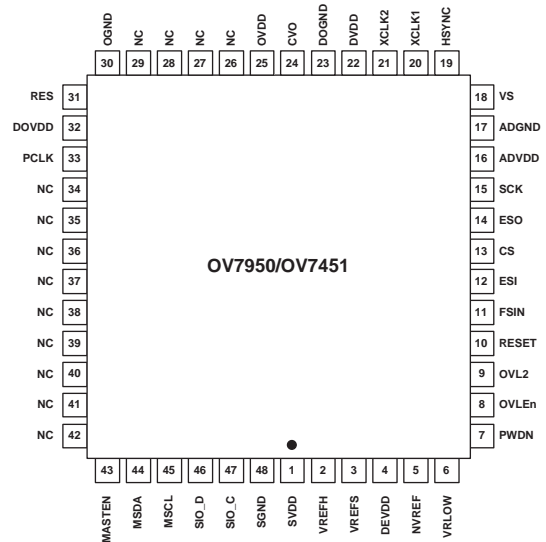 OGND NC NC NC NC OVDD CVO DOGND DVDD XCLK2 XCLK1 HSYNC
30 29 28 27 26 25 24 23 22 21 20 19
RES 31 18 VS
DOVDD 32 17 ADGND
PCLK 33 16 ADVDD
NC 34 15 SCK
NC 35 14 ESO
NC 36 13 CS
OV7950/OV7451
NC 37 12 ESI
NC 38 11 FSIN
NC 39 10 RESET
NC 40 9 OVL2
NC 41 8 OVLEn
NC 42 7 PWDN
43 44 45 46 47 48 1 2 3 4 5 6
MASTEN MSDA MSCL SIO_D SIO_C SGND SVDD VREFH VREFS DEVDD NVREF VRLOW